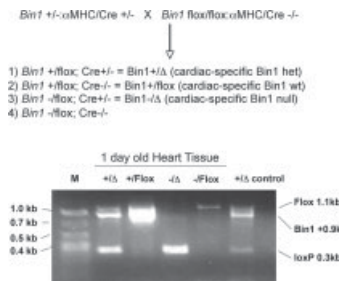 Bin1 +/-:αMHC/Cre +/- X Bin1 flox/flox:αMHC/Cre -/-
1) Bin1 +/flox; Cre+/- = Bin1+/Δ (cardiac-specific Bin1 het)
2) Bin1 +/flox; Cre-/- = Bin1+/flox (cardiac-specific Bin1 wt)
3) Bin1 -/flox; Cre+/- = Bin1-/Δ (cardiac-specific Bin1 null)
4) Bin1 -/flox; Cre-/-
1 day old Heart Tissue
M +/Δ +/Flox -/Δ -/Flox +/Δ control
1.0 kb
0.7 kb
0.5 kb
0.4 kb
Flox 1.1kb
Bin1 +0.9k
loxP 0.3kb